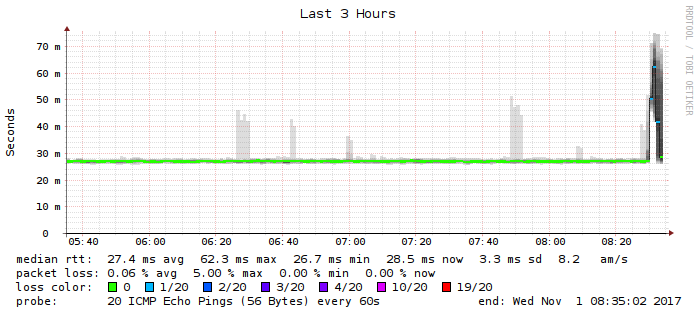 Last 3 Hours
RRDTOOL / TOBI OETIKER
Seconds
70 m
60 m
50 m
40 m
30 m
20 m
10 m
0
05:40 06:00 06:20 06:40 07:00 07:20 07:40 08:00 08:20
median rtt: 27.4 ms avg 62.3 ms max 26.7 ms min 28.5 ms now 3.3 ms sd 8.2 am/s
packet loss: 0.06 % avg 5.00 % max 0.00 % min 0.00 % now
loss color: 0 1/20 2/20 3/20 4/20 10/20 19/20
probe: 20 ICMP Echo Pings (56 Bytes) every 60s end: Wed Nov 1 08:35:02 2017